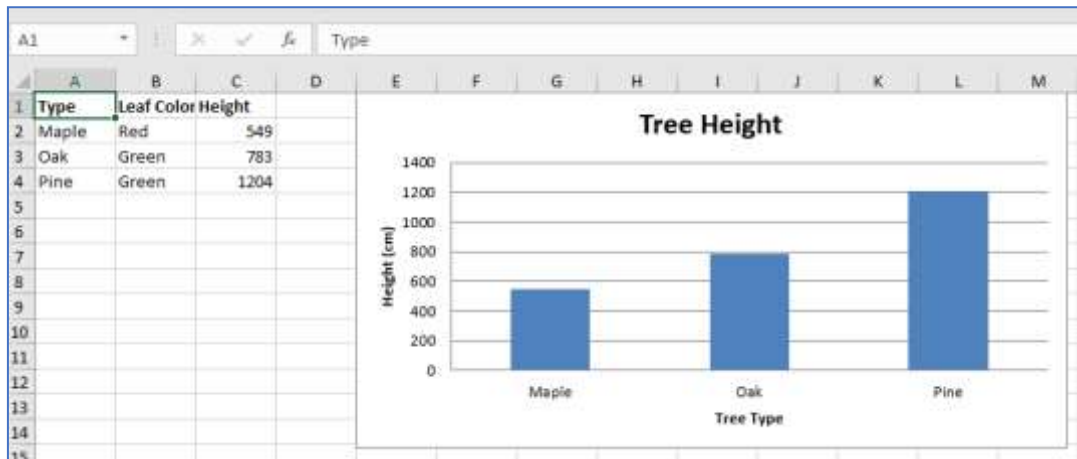 A1 fx Type
A B C D E F G H I J K L M
1 Type Leaf Color Height
2 Maple Red 549
3 Oak Green 783
4 Pine Green 1204
5
6
7
8
9
10
11
12
13
14
15
Tree Height
1400
1200
1000
800
600
400
200
0
Height (cm)
Maple Oak Pine
Tree Type